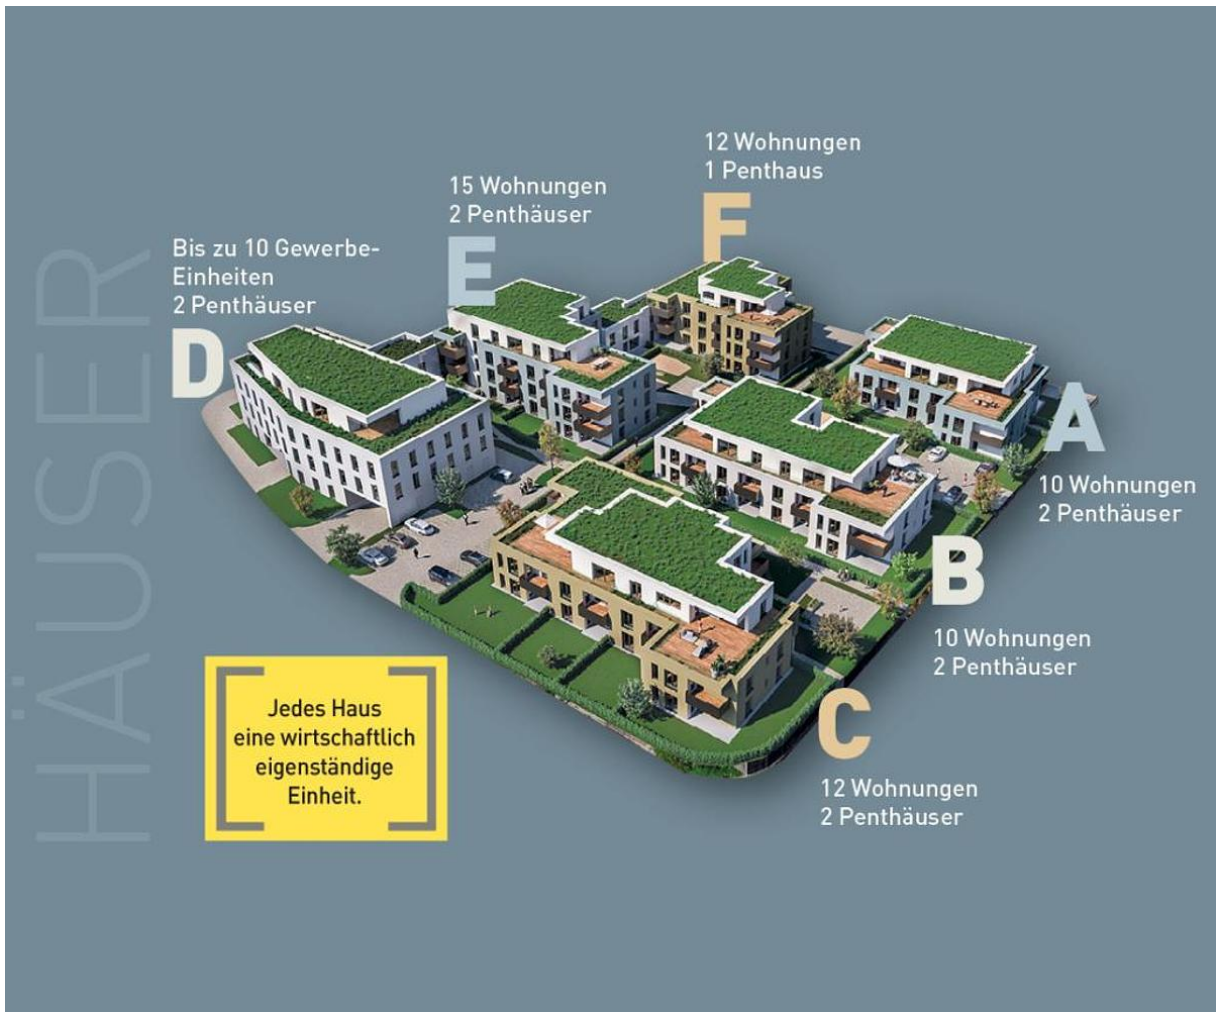 HÄUSER
12 Wohnungen
1 Penthaus
F
15 Wohnungen
2 Penthäuser
E
Bis zu 10 Gewerbe-
Einheiten
2 Penthäuser
D
A
10 Wohnungen
2 Penthäuser
B
10 Wohnungen
2 Penthäuser
C
12 Wohnungen
2 Penthäuser
Jedes Haus
eine wirtschaftlich
eigenständige
Einheit.